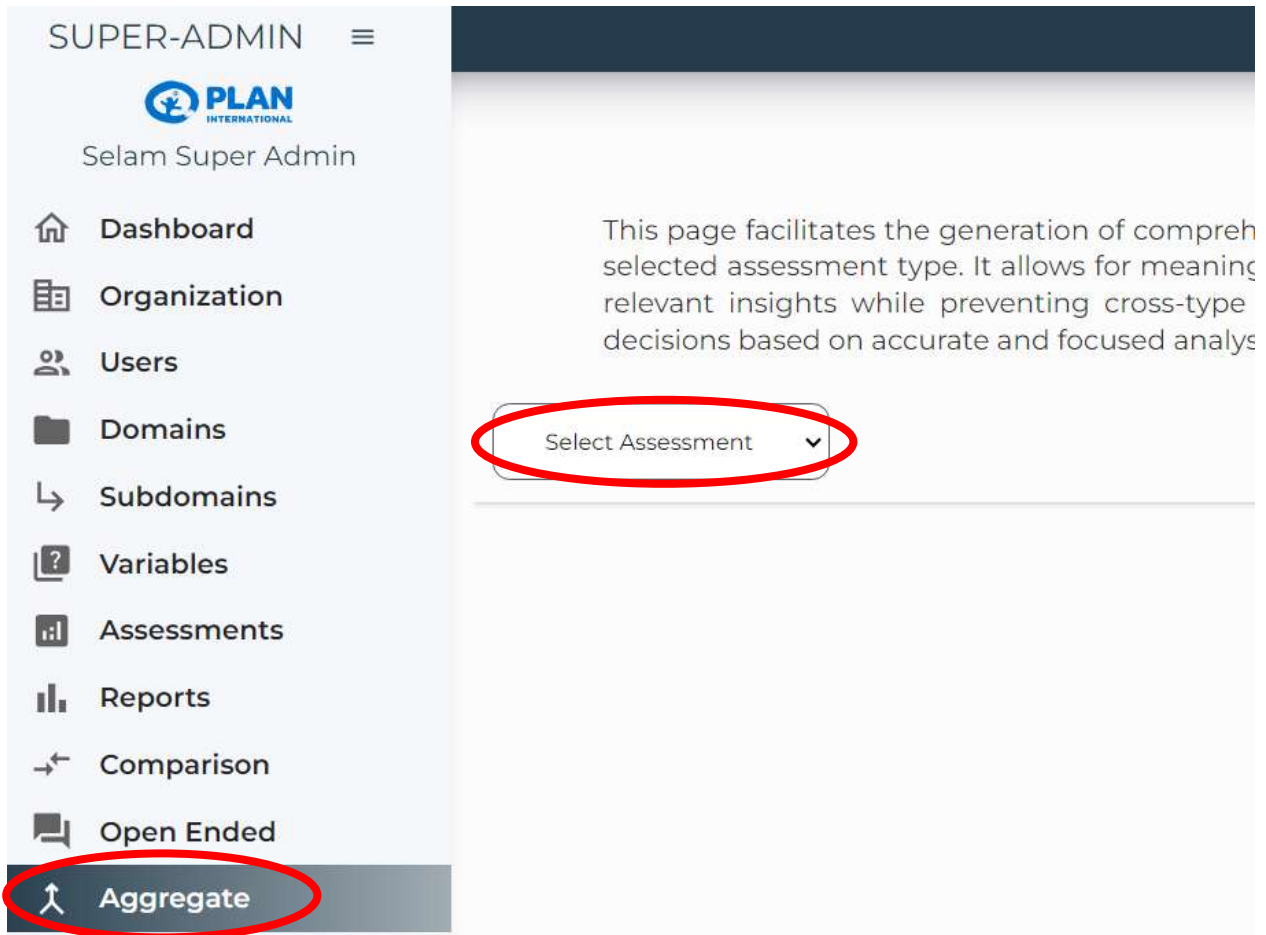 SUPER-ADMIN
PLAN
INTERNATIONAL
Selam Super Admin
Dashboard
Organization
Users
Domains
Subdomains
Variables
Assessments
Reports
Comparison
Open Ended
Aggregate
This page facilitates the generation of compreh
selected assessment type. It allows for meaning
relevant insights while preventing cross-type
decisions based on accurate and focused analys
Select Assessment